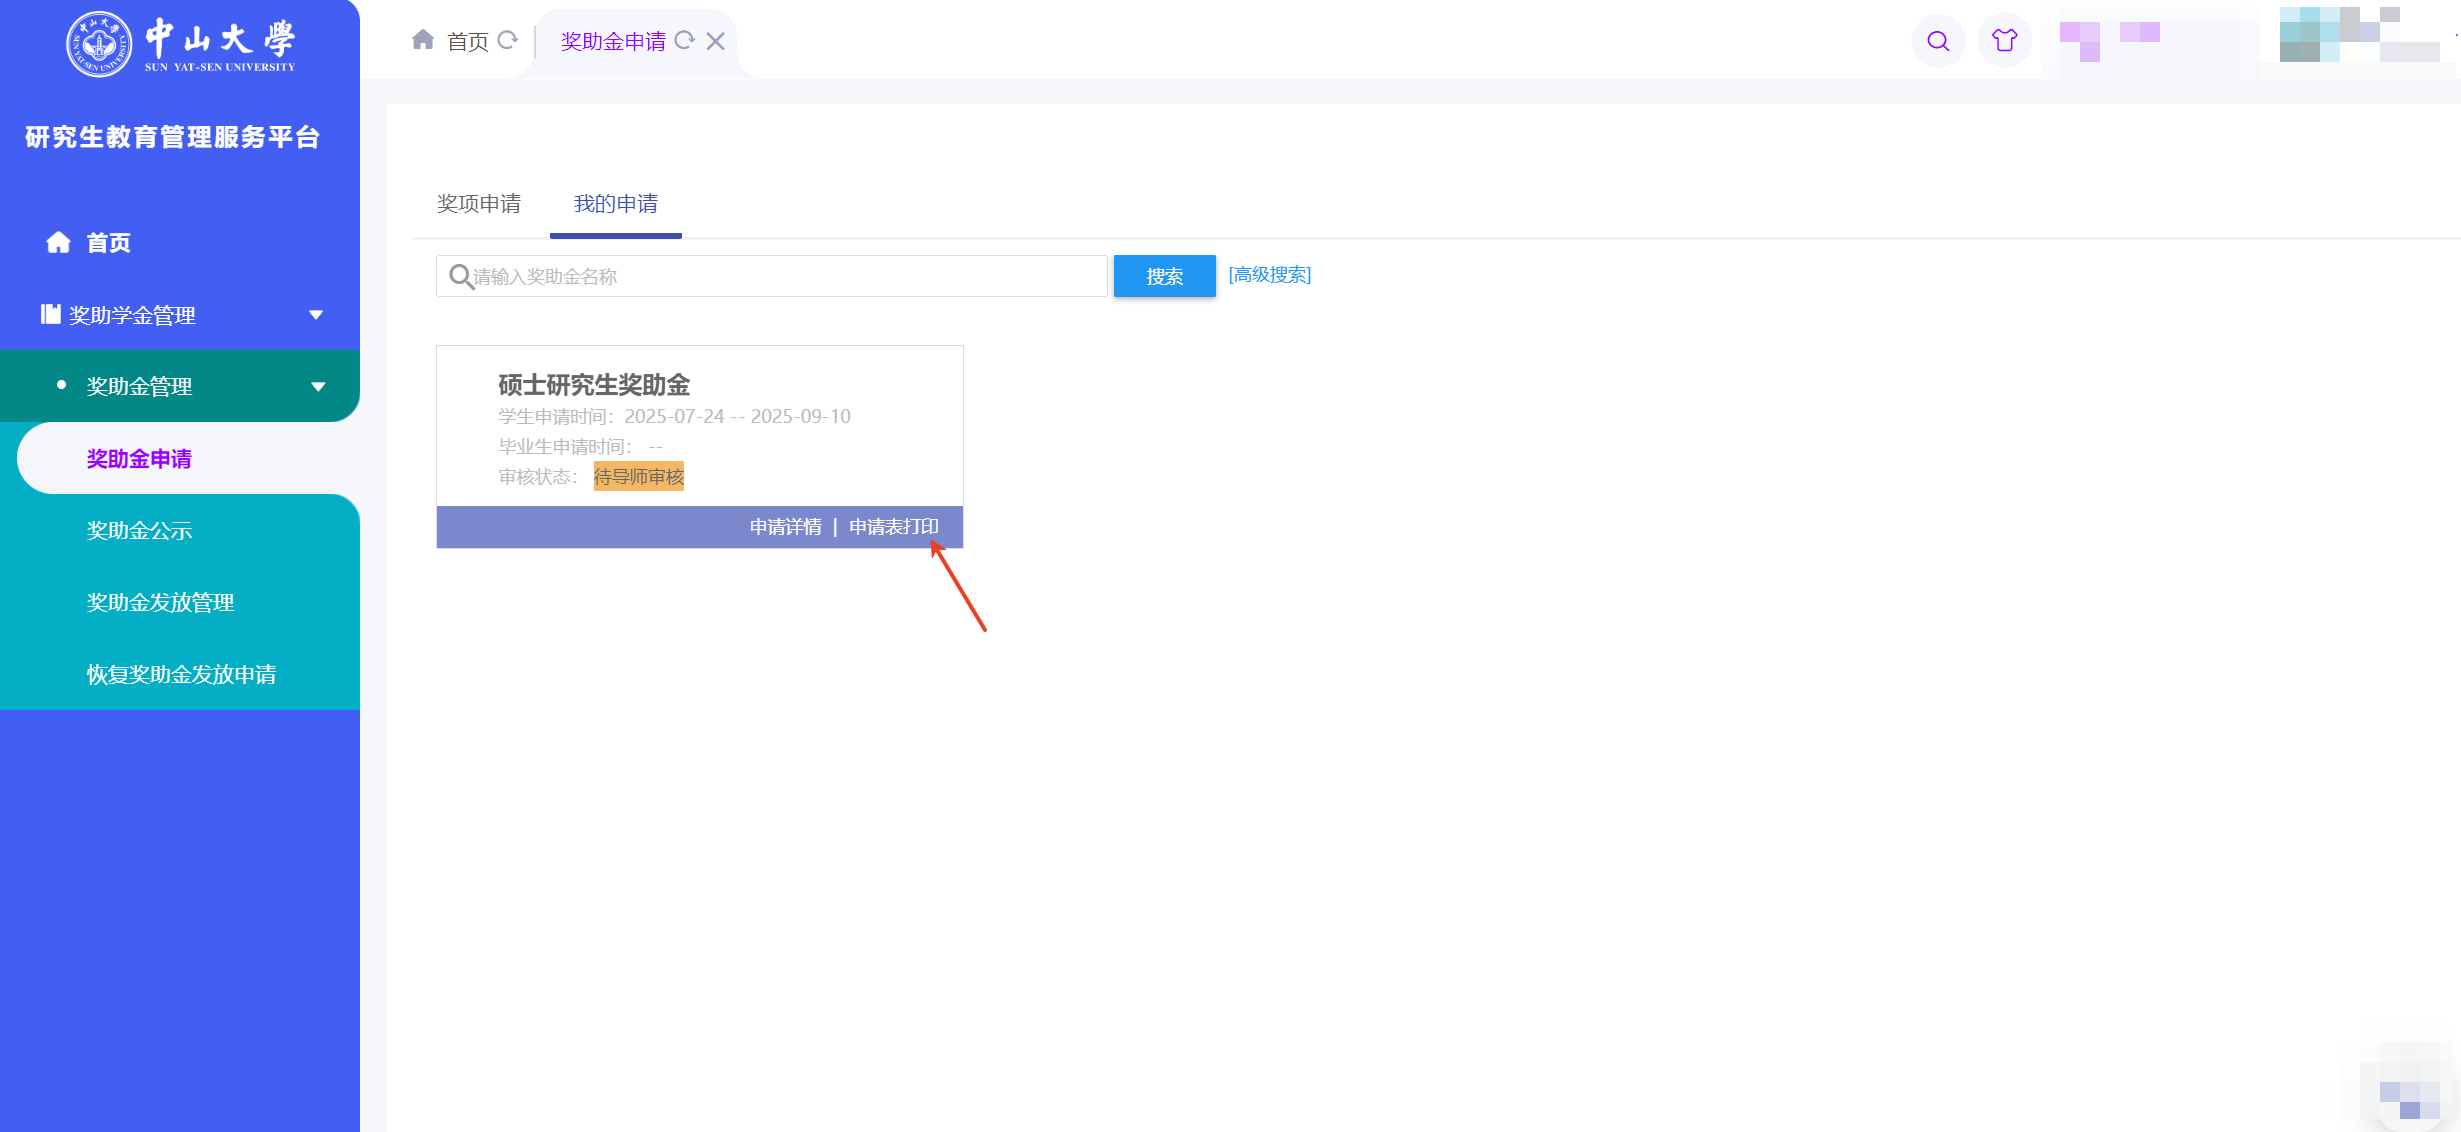 中山大學
SUN YAT-SEN UNIVERSITY
研究生教育管理服务平台
首页
奖助学金管理
奖助金管理
奖助金申请
奖助金公示
奖助金发放管理
恢复奖助金发放申请
首页
奖助金申请
奖项申请
我的申请
请输入奖助金名称
搜索
[高级搜索]
硕士研究生奖助金
学生申请时间：2025-07-24 -- 2025-09-10
毕业生申请时间： --
审核状态： 待导师审核
申请详情 | 申请表打印